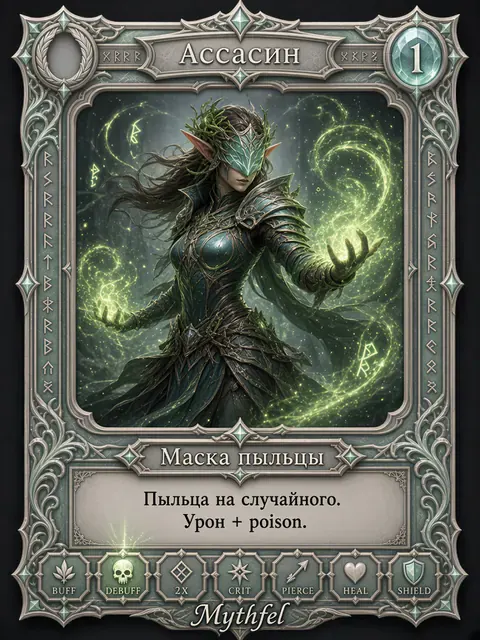 Ассасин
1
Маска пыльцы
Пыльца на случайного.
Урон + poison.
BUFF
DEBUFF
2X
CRIT
PIERCE
HEAL
SHIELD
Mythfel